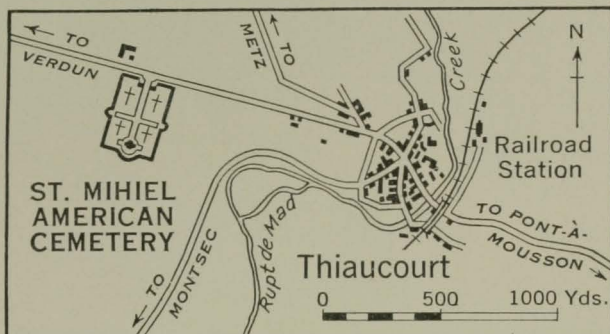 ← TO
VERDUN
← TO
METZ
Creek
N
Railroad
Station
ST. MIHIEL
AMERICAN
CEMETERY
TO PONT-À-
MOUSSON →
← TO
MONTSEC
Rupt de Mad
Thiaucourt
0 500 1000 Yds.